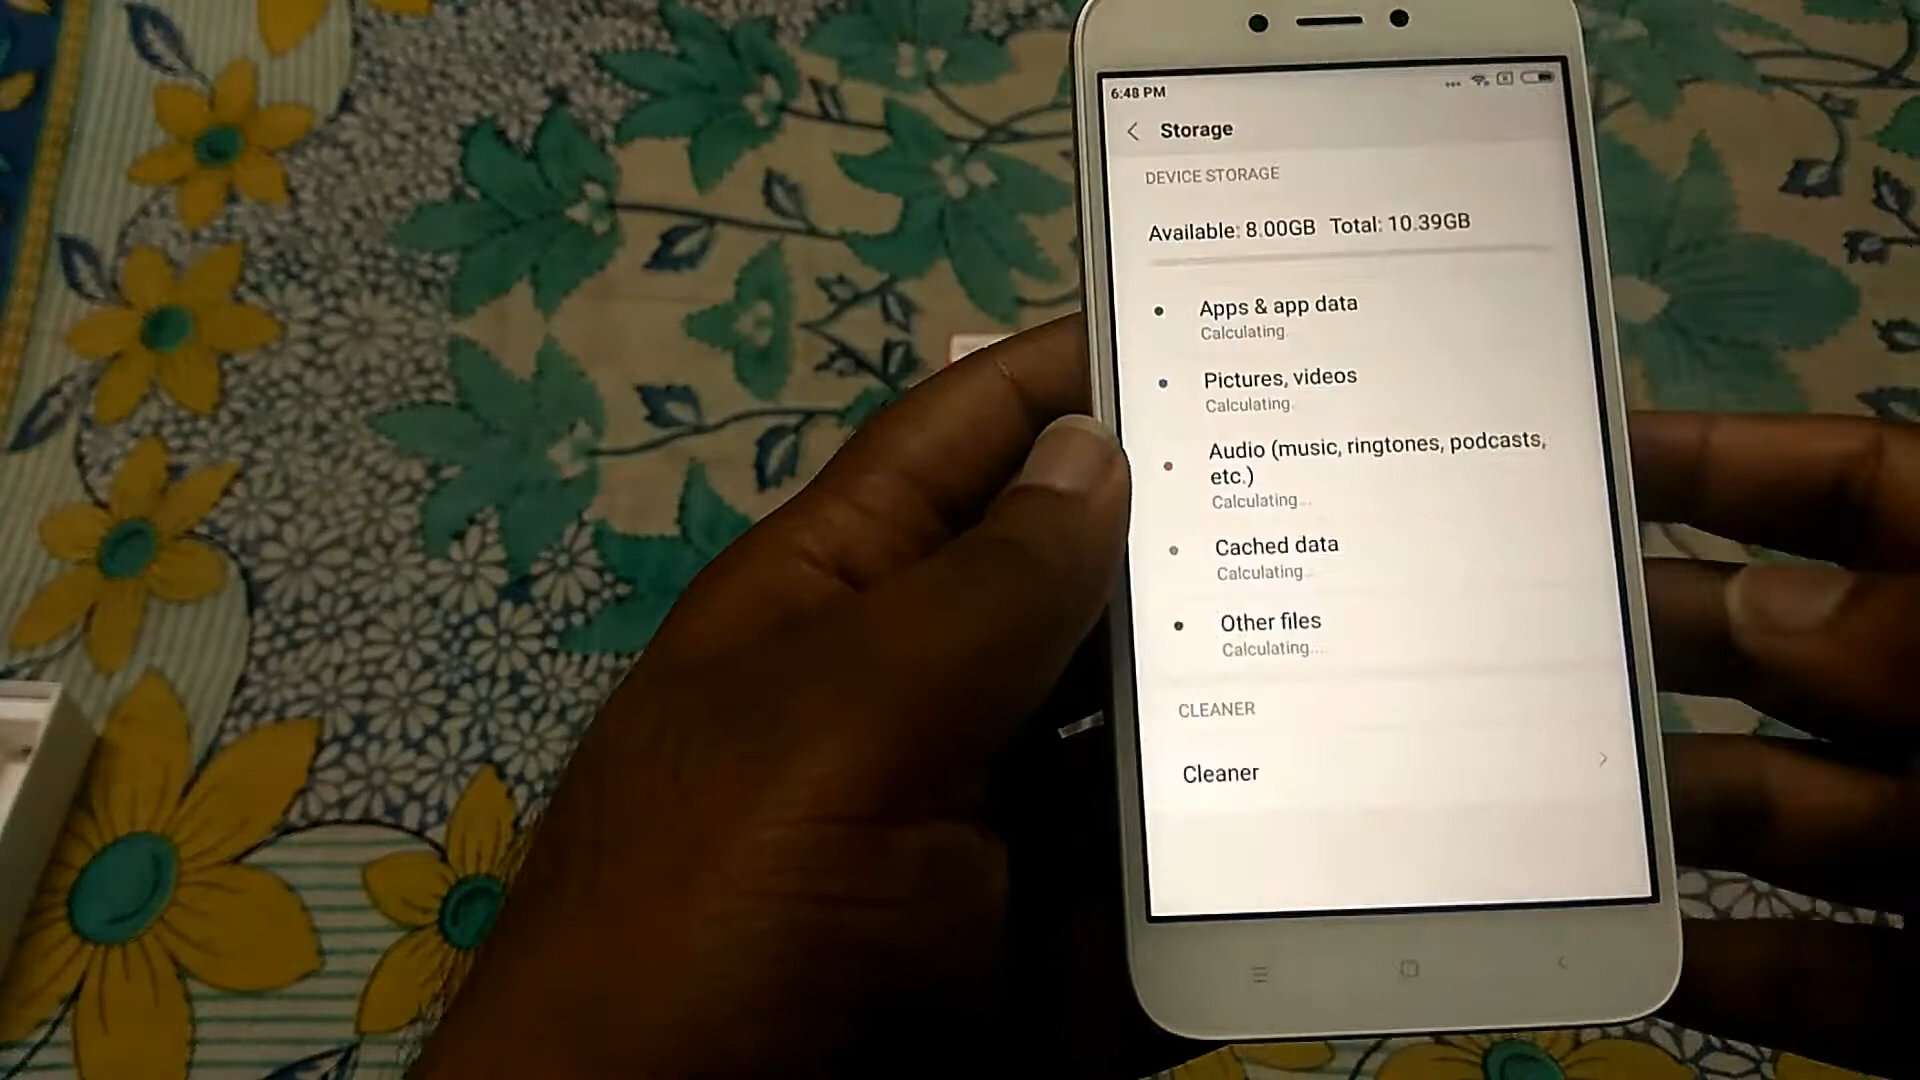 6:48 PM
Storage
DEVICE STORAGE
Available: 8.00GB Total: 10.39GB
Apps & app data
Calculating.
Pictures, videos
Calculating.
Audio (music, ringtones, podcasts,
etc.)
Calculating...
Cached data
Calculating...
Other files
Calculating....
CLEANER
Cleaner